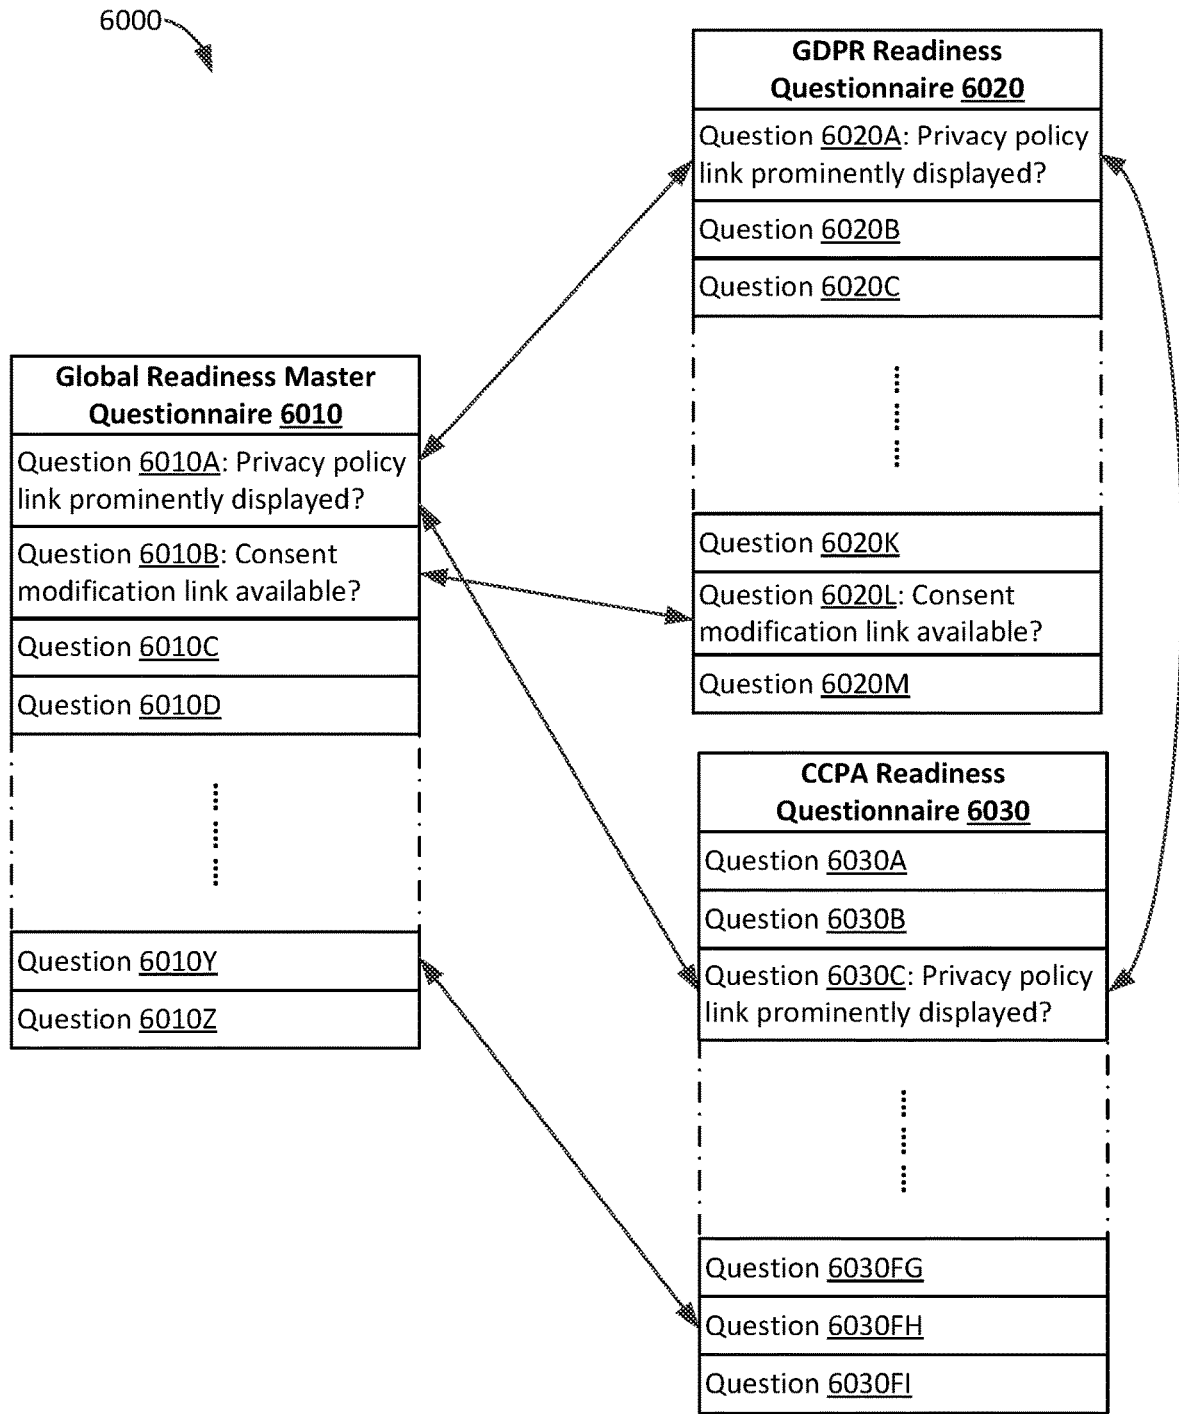 6000
GDPR Readiness
Questionnaire 6020
Question 6020A: Privacy policy
link prominently displayed?
Question 6020B
Question 6020C
Question 6020K
Question 6020L: Consent
modification link available?
Question 6020M
Global Readiness Master
Questionnaire 6010
Question 6010A: Privacy policy
link prominently displayed?
Question 6010B: Consent
modification link available?
Question 6010C
Question 6010D
Question 6010Y
Question 6010Z
CCPA Readiness
Questionnaire 6030
Question 6030A
Question 6030B
Question 6030C: Privacy policy
link prominently displayed?
Question 6030FG
Question 6030FH
Question 6030FI